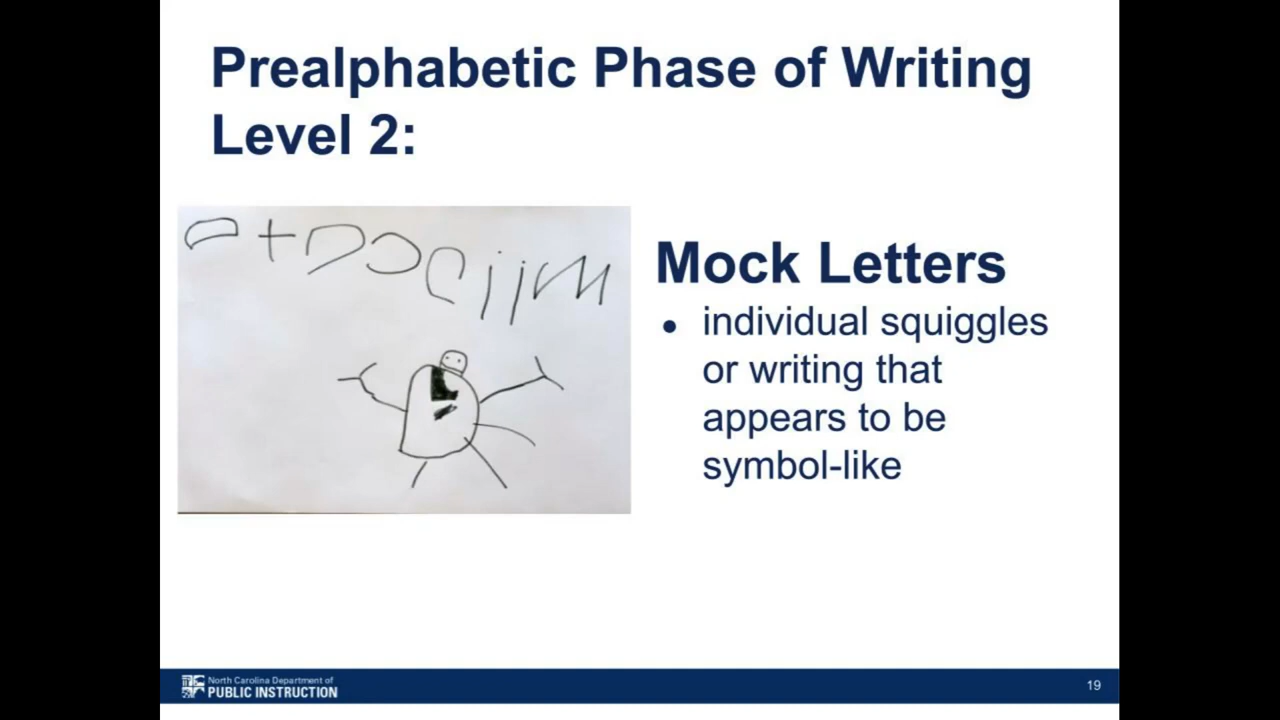 Prealphabetic Phase of Writing
Level 2:
Mock Letters
• individual squiggles
or writing that
appears to be
symbol-like
North Carolina Department of
PUBLIC INSTRUCTION
19